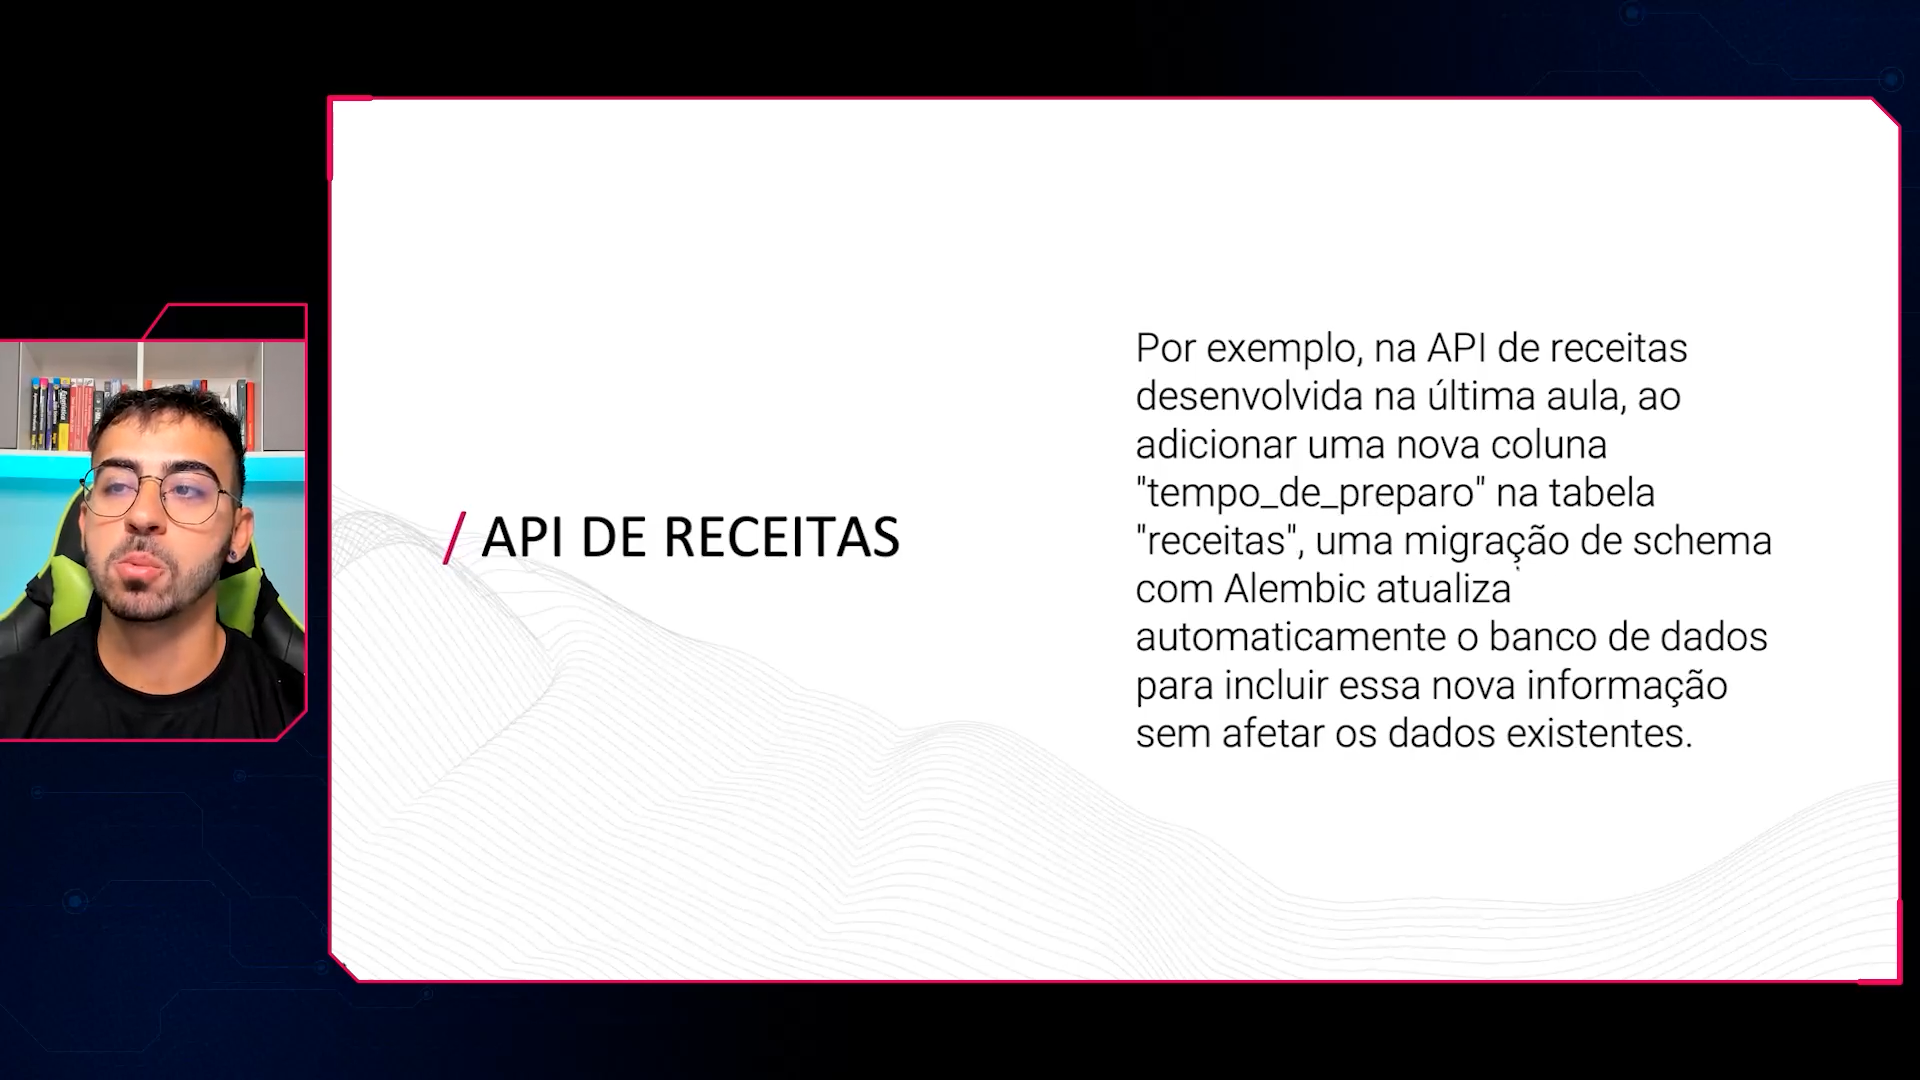 / API DE RECEITAS
Por exemplo, na API de receitas
desenvolvida na última aula, ao
adicionar uma nova coluna
"tempo_de_preparo" na tabela
"receitas", uma migração de schema
com Alembic atualiza
automaticamente o banco de dados
para incluir essa nova informação
sem afetar os dados existentes.